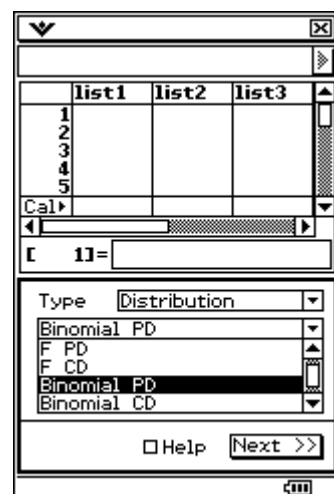 list1 list2 list3
1
2
3
4
5
Cal▶
[ 1]=
Type Distribution
Binomial PD
F PD
F CD
Binomial PD
Binomial CD
Help Next >>